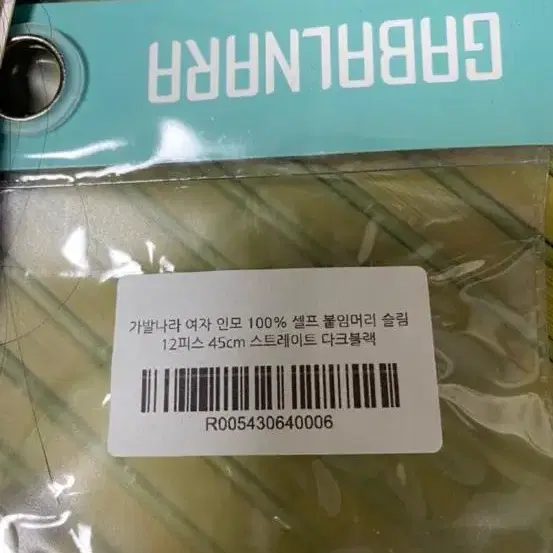 GABALNARA
가발나라 여자 인모 100% 셀프 붙임머리 슬림
12피스 45cm 스트레이트 다크블랙
R005430640006